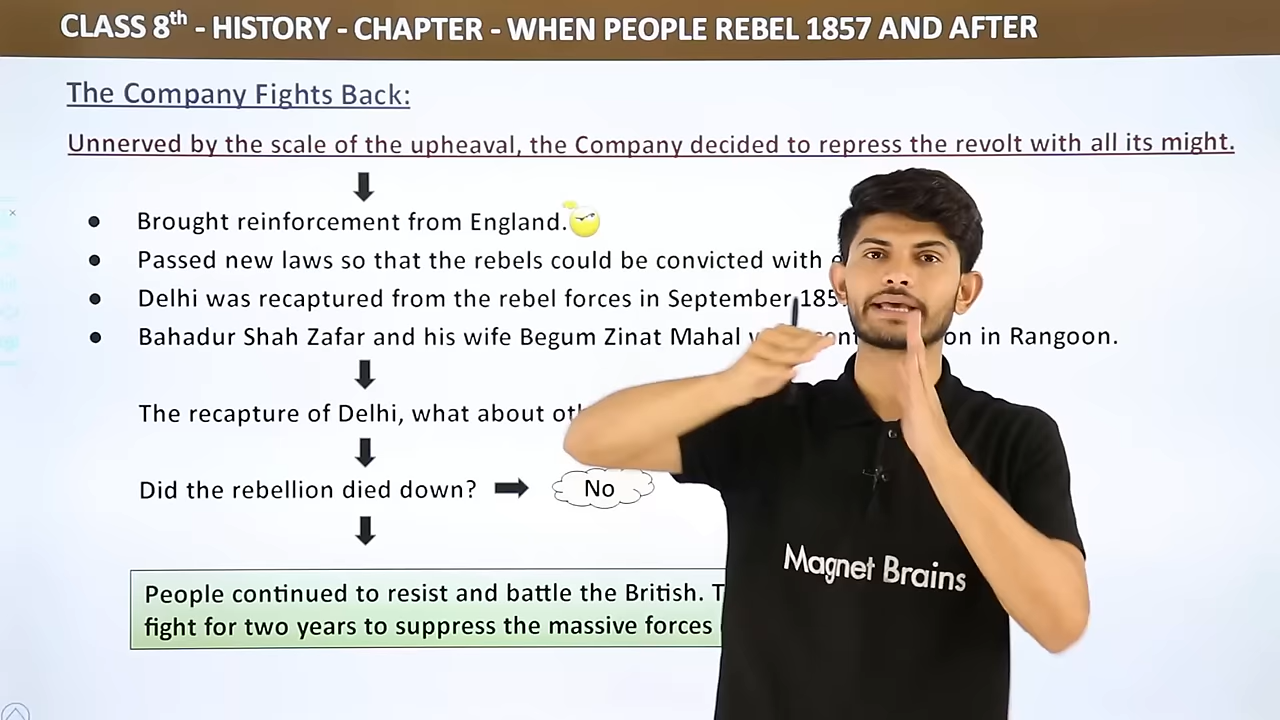 CLASS 8th - HISTORY - CHAPTER - WHEN PEOPLE REBEL 1857 AND AFTER
The Company Fights Back:
Unnerved by the scale of the upheaval, the Company decided to repress the revolt with all its might.
• Brought reinforcement from England.
• Passed new laws so that the rebels could be convicted with
• Delhi was recaptured from the rebel forces in September 185
• Bahadur Shah Zafar and his wife Begum Zinat Mahal on in Rangoon.
The recapture of Delhi, what about
Did the rebellion died down? No
People continued to resist and battle the British.
fight for two years to suppress the massive forces
Magnet Brains